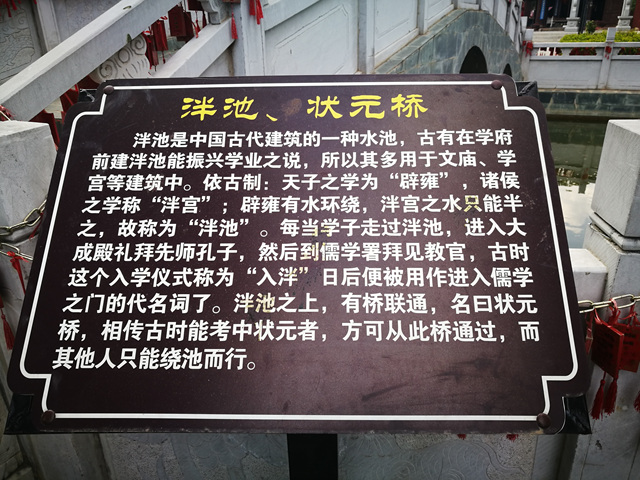 泮池、状元桥
泮池是中国古代建筑的一种水池，古有在学府
前建泮池能振兴学业之说，所以其多用于文庙、学
宫等建筑中。依古制：天子之学为“辟雍”，诸侯
之学称“泮宫”；辟雍有水环绕，泮宫之水只能半
之，故称为“泮池”。每当学子走过泮池，进入大
成殿礼拜先师孔子，然后到儒学署拜见教官，古时
这个入学仪式称为“入泮”日后便被用作进入儒学
之门的代名词了。泮池之上，有桥联通，名曰状元
桥，相传古时能考中状元者，方可从此桥通过，而
其他人只能绕池而行。